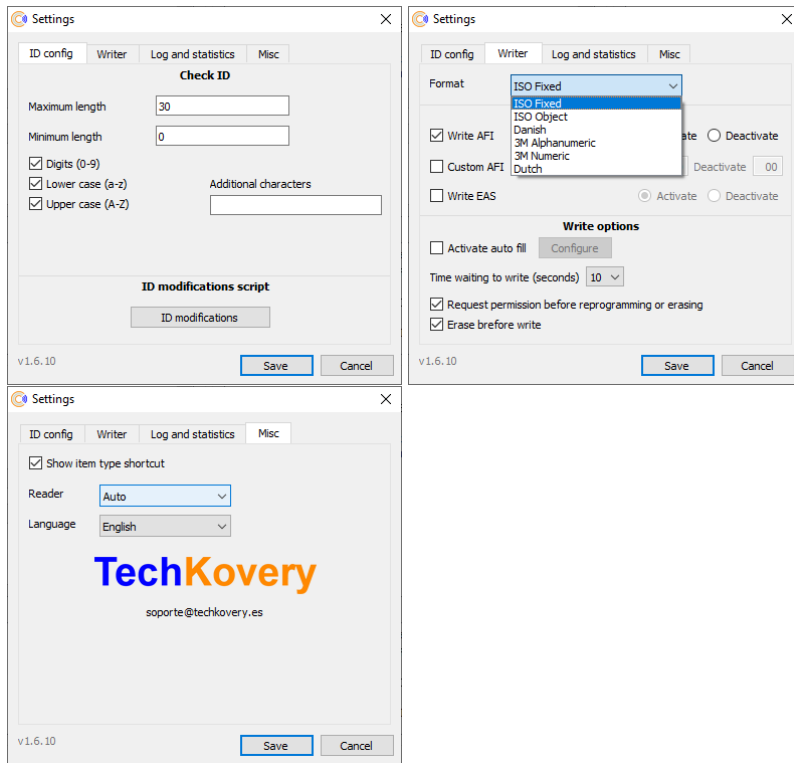 Settings
ID config Writer Log and statistics Misc
Check ID
Maximum length 30
Minimum length 0
Digits (0-9)
Lower case (a-z) Additional characters
Upper case (A-Z)
ID modifications script
ID modifications
v1.6.10
Save Cancel
Settings
ID config Writer Log and statistics Misc
Format ISO Fixed
ISO Fixed
ISO Object
Danish
3M Alphanumeric
3M Numeric
Dutch
Write AFI Deactivate
Custom AFI Deactivate 00
Write EAS Activate Deactivate
Write options
Activate auto fill Configure
Time waiting to write (seconds) 10
Request permission before reprogramming or erasing
Erase brefore write
v1.6.10
Save Cancel
Settings
ID config Writer Log and statistics Misc
Show item type shortcut
Reader Auto
Language English
TechKovery
soporte@techkovery.es
v1.6.10
Save Cancel